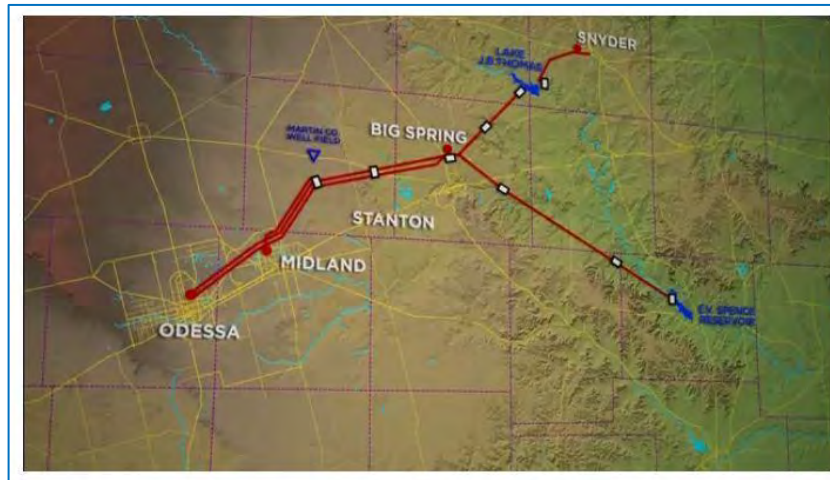 SNYDER
LAKE
J.B. THOMAS
BIG SPRING
MARTIN CO.
WELL FIELD
STANTON
MIDLAND
E.V. SPENCE
RESERVOIR
ODESSA